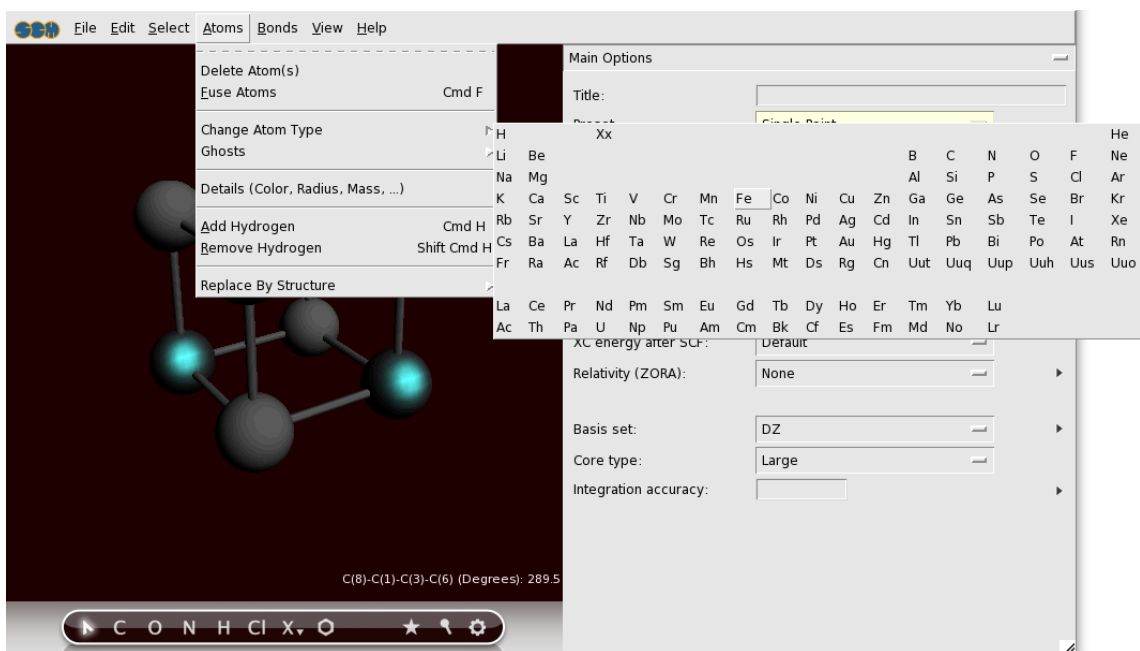 SCM File Edit Select Atoms Bonds View Help
Delete Atom(s)
Fuse Atoms Cmd F
Change Atom Type
Ghosts
Details (Color, Radius, Mass, ...)
Add Hydrogen Cmd H
Remove Hydrogen Shift Cmd H
Replace By Structure
Main Options
Title:
Preset Single Point
H Xx He
Li Be B C N O F Ne
Na Mg Al Si P S Cl Ar
K Ca Sc Ti V Cr Mn Fe Co Ni Cu Zn Ga Ge As Se Br Kr
Rb Sr Y Zr Nb Mo Tc Ru Rh Pd Ag Cd In Sn Sb Te I Xe
Cs Ba La Hf Ta W Re Os Ir Pt Au Hg Tl Pb Bi Po At Rn
Fr Ra Ac Rf Db Sg Bh Hs Mt Ds Rg Cn Uut Uuq Uup Uuh Uus Uuo
La Ce Pr Nd Pm Sm Eu Gd Tb Dy Ho Er Tm Yb Lu
Ac Th Pa U Np Pu Am Cm Bk Cf Es Fm Md No Lr
XC energy after SCF: Default
Relativity (ZORA): None
Basis set: DZ
Core type: Large
Integration accuracy:
C(8)-C(1)-C(3)-C(6) (Degrees): 289.5
C O N H Cl X